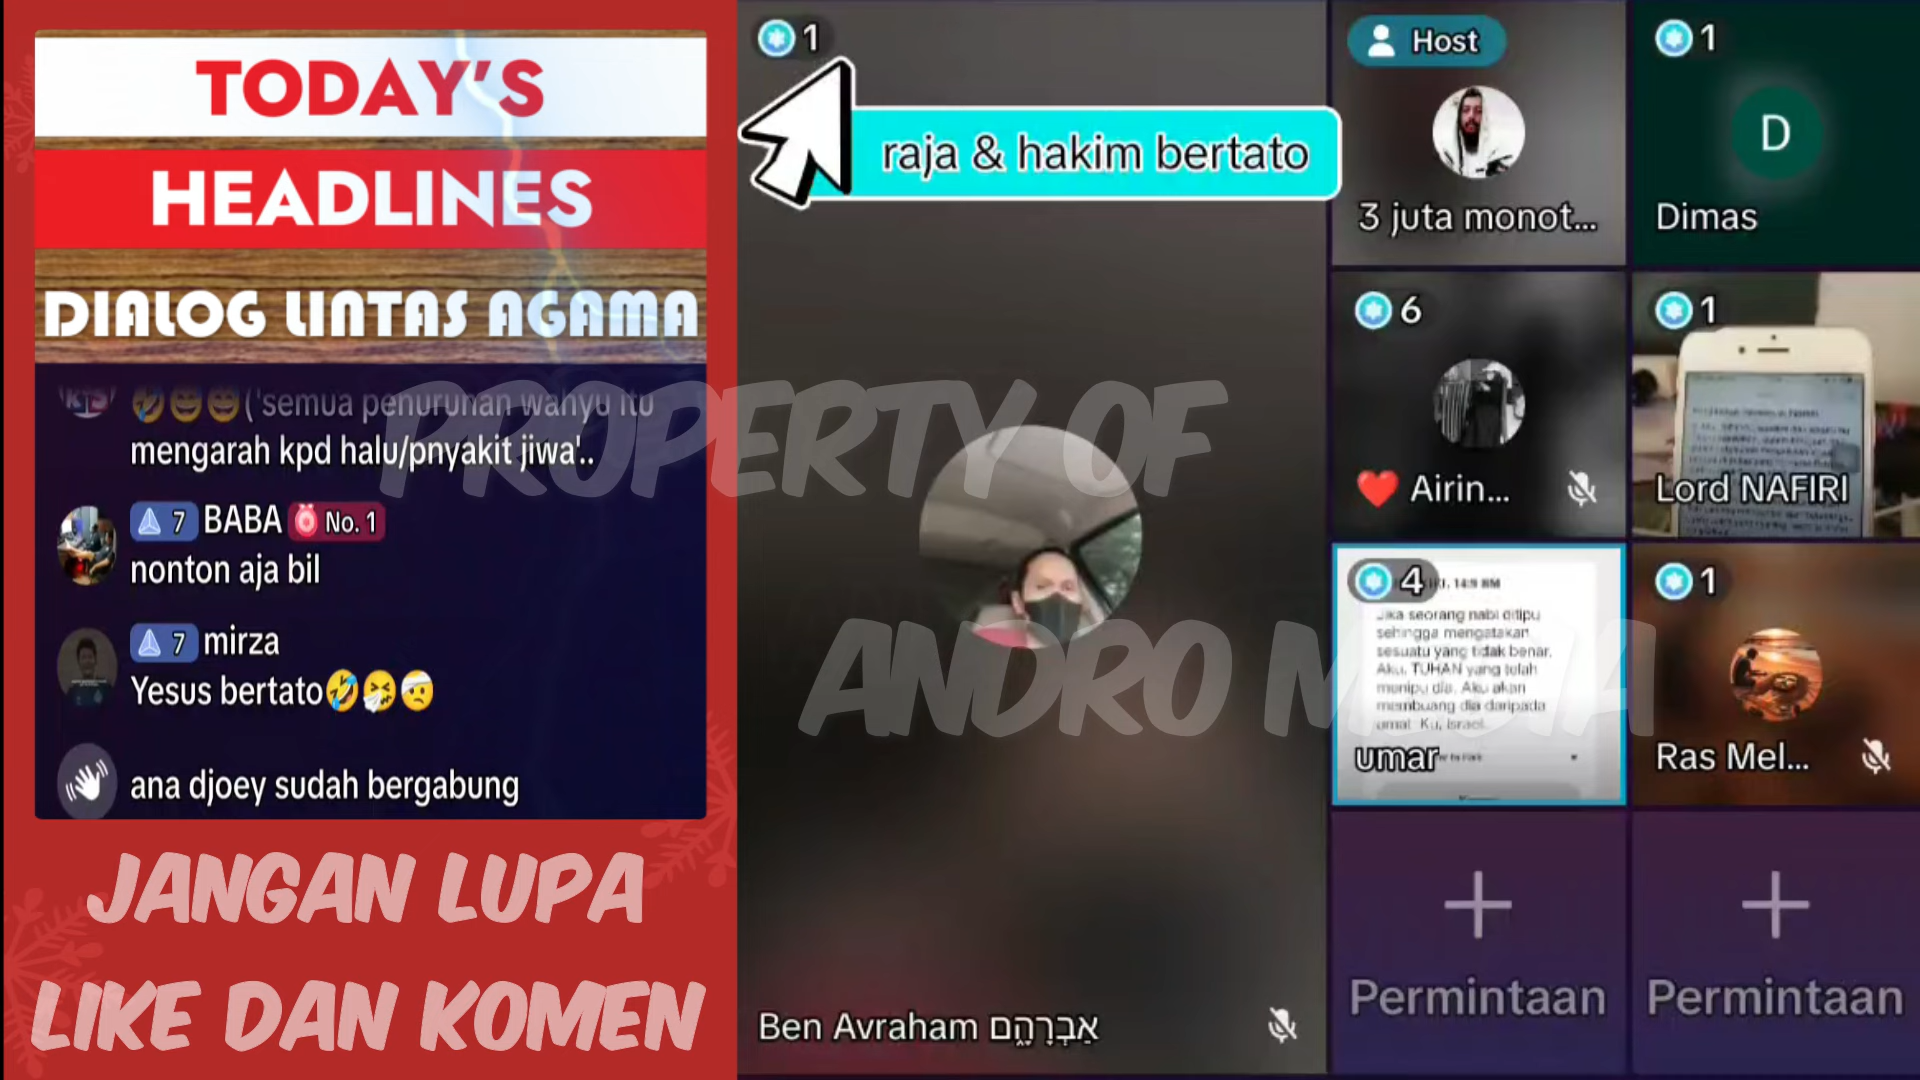 TODAY'S
HEADLINES
DIALOG LINTAS AGAMA
('semua penurunan wahyu itu
mengarah kpd halu/pnyakit jiwa'..
7 BABA No. 1
nonton aja bil
7 mirza
Yesus bertato🤣🤧🤕
ana djoey sudah bergabung
JANGAN LUPA
LIKE DAN KOMEN
PROPERTY OF
ANDRO MEDIA
1
raja & hakim bertato
Ben Avraham אַבְרָהָם
Host
3 juta monot...
1
D
Dimas
6
Airin...
1
Lord NAFIRI
4
14:9 BM
Jika seorang nabi ditipu
sehingga mengatakan
sesuatu yang tidak benar,
Aku, TUHAN yang telah
menipu dia. Aku akan
membuang dia daripada
umat-Ku, Israel.
umar
1
Ras Mel...
Permintaan
Permintaan